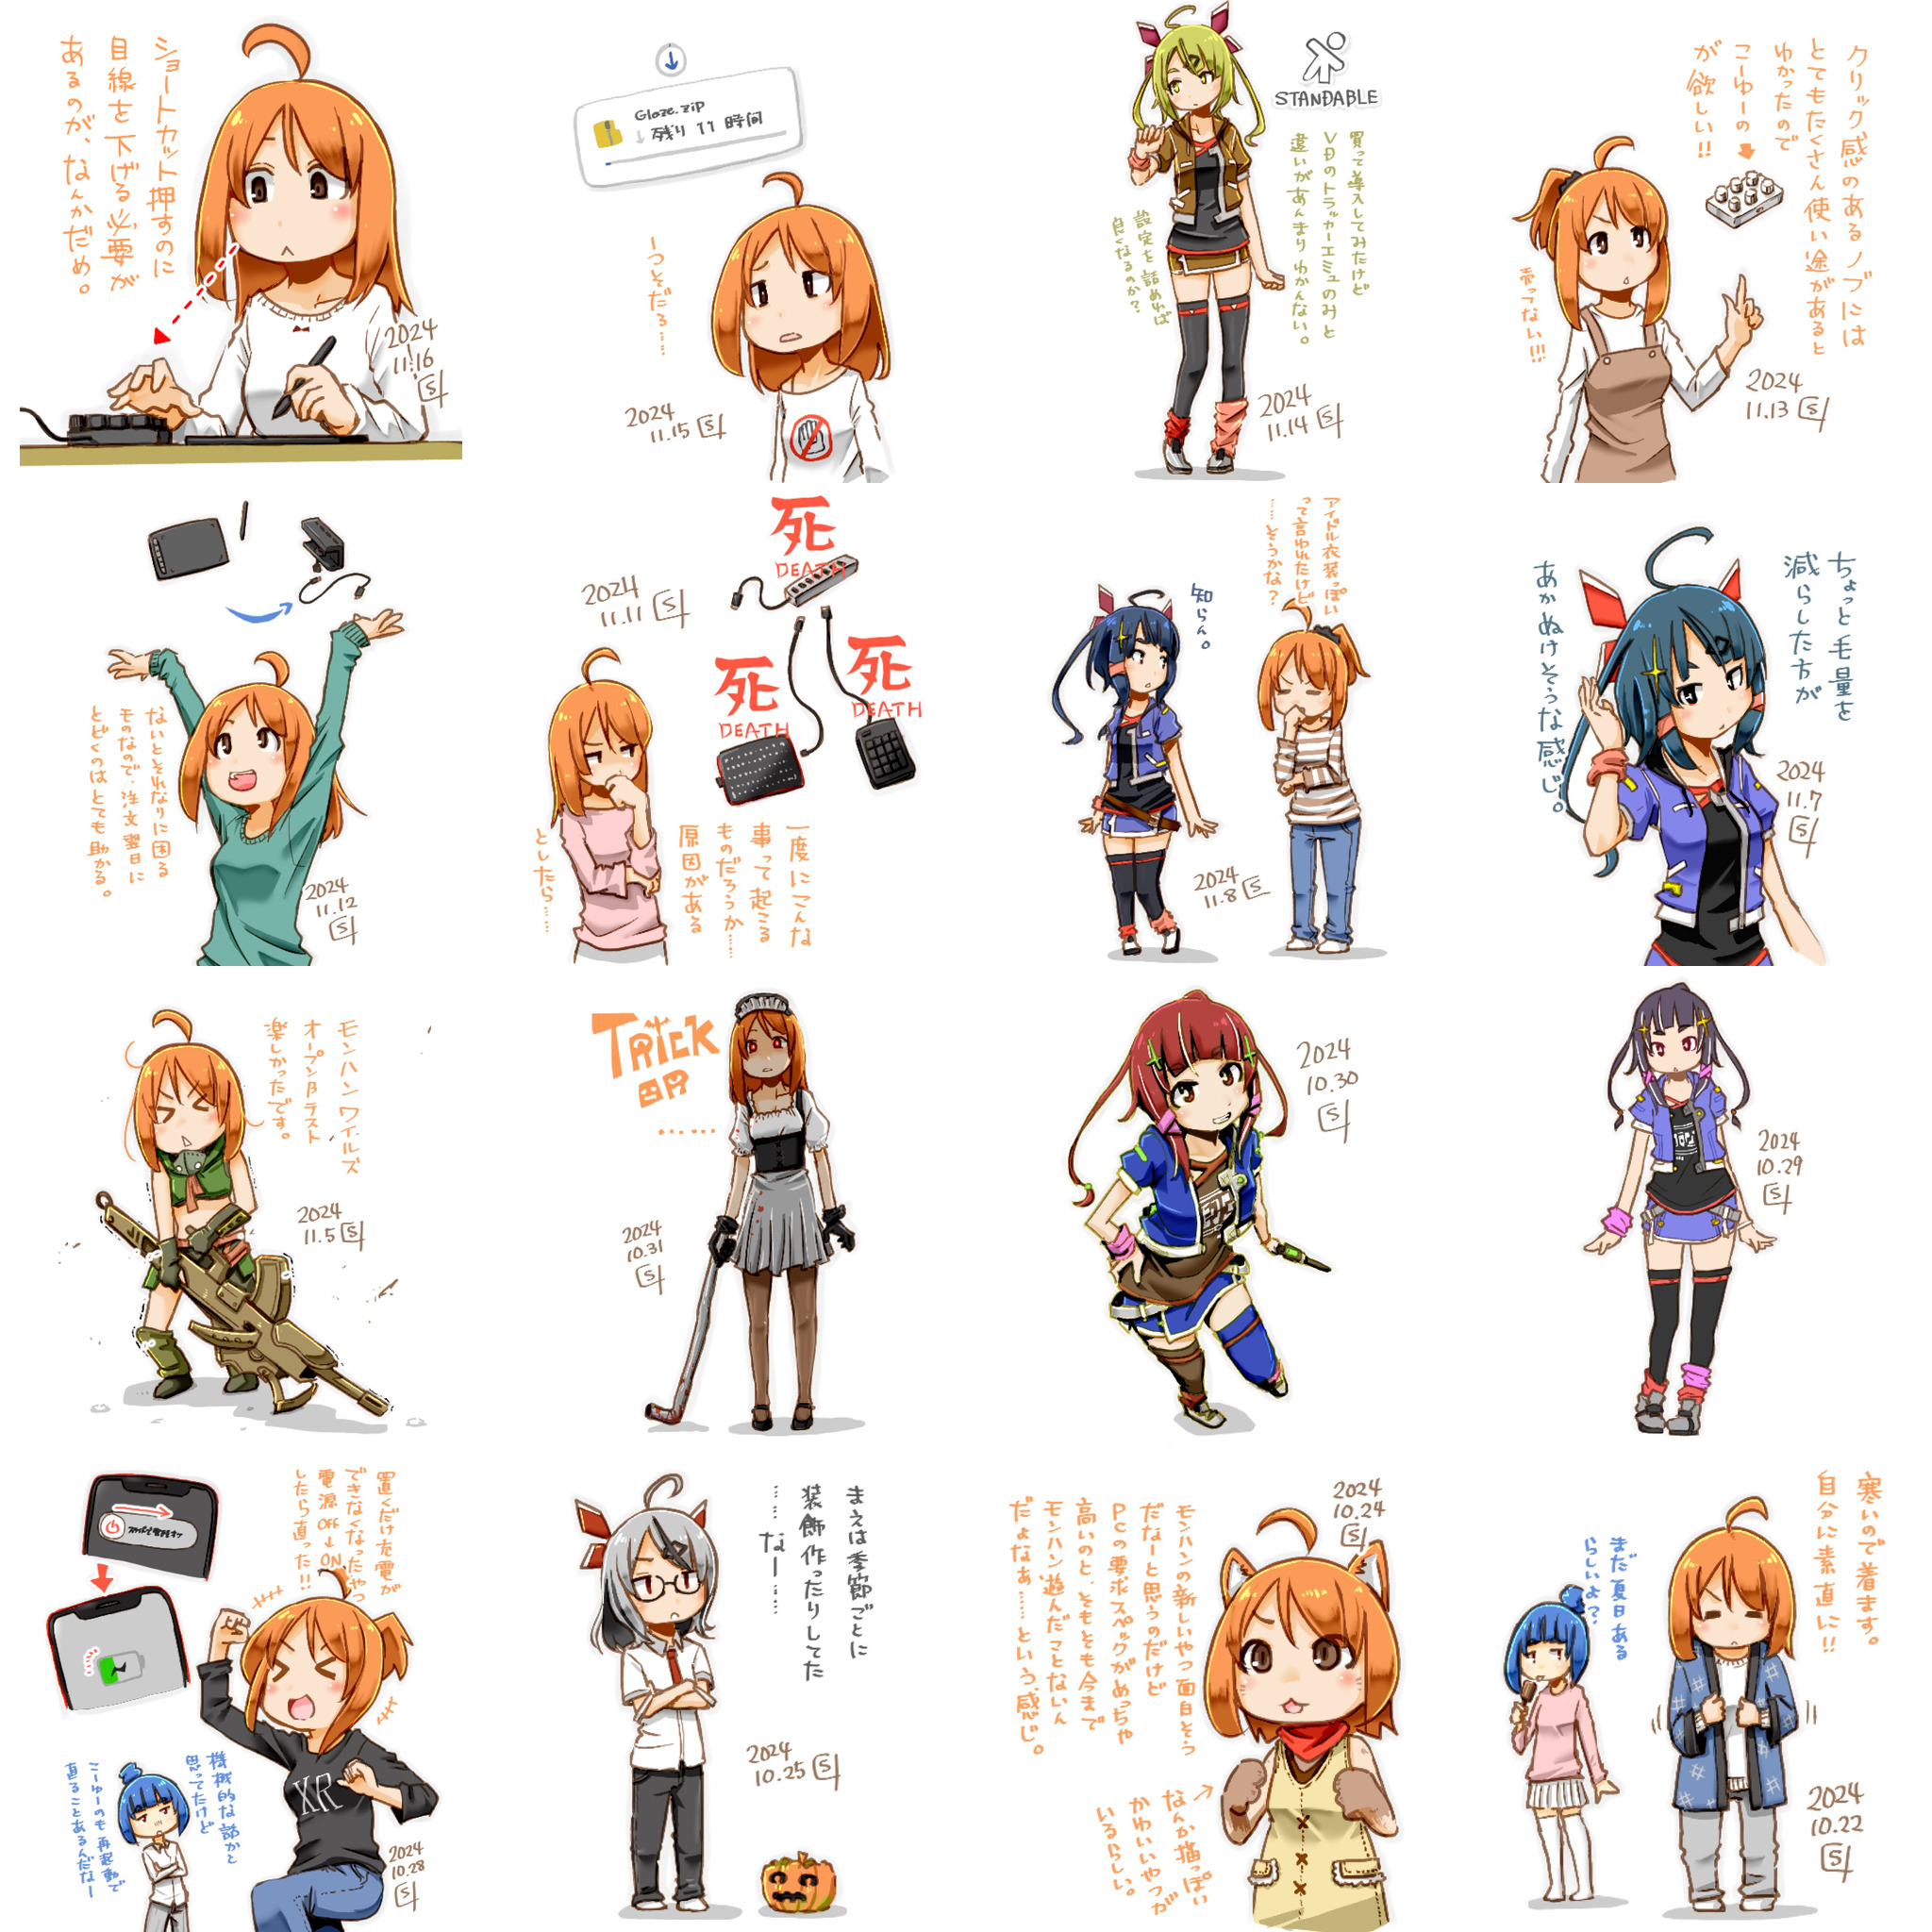 ショートカット押すのに
目線を下げる必要が
あるのが、なんかだめ。
2024
11.16
Glaze.zip
↓残り 11 時間
うそだろ……
2024
11.15
STANDABLE
買って導入してみたけど
VDのトラッカーエミュのみと
違いがあんまりわかんない。
設定を詰めれば
良くなるのか?
2024
11.14
クリック感のあるノブには
とてもたくさん使い途があると
わかったので
こーゆーの
が欲しい!!
売ってない!!!
2024
11.13
ないとそれなりに困る
モノなので、注文翌日に
とどくのはとても助かる。
2024
11.12
2024
11.11
死
DEATH
死
DEATH
死
DEATH
一度にこんな
事って起こる
ものだろうか……
原因がある
としたら……
アイドル衣装っぽい
って言われたけど
……そうかな?
知らん。
2024
11.8
ちょっと毛量を
減らした方が
あかぬけそうな感じ。
2024
11.7
モンハンワイルズ
オープンβテスト
楽しかったです。
2024
11.5
TRICK
OR
……
2024
10.31
2024
10.30
2024
10.29
置くだけ充電が
できなくなったやつ
電源OFF→ON
したら直った!!
XR
機械的な話かと
思ってたけど
こーゆーのも再起動で
直ることあるんだなー
2024
10.28
まえは季節ごとに
装飾作ったりしてた
……なー……
2024
10.25
2024
10.24
モンハンの新しいやつ面白そう
だなーと思うのだけど
PCの要求スペックがめっちゃ
高いのと、そもそも今まで
モンハン遊んだことないん
だよなぁ……という感じ。
なんか猫っぽい
かわいいやつが
いるらしい。
寒いので着ます。
自分に素直に!!
まだ夏日ある
らしいよ?
2024
10.22